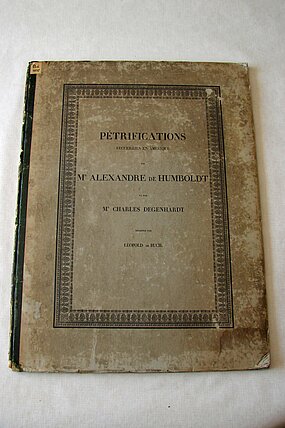 PÉTRIFICATIONS
RECUEILLIES EN AMÉRIQUE
PAR
Mr ALEXANDRE DE HUMBOLDT
ET PAR
Mr CHARLES DEGENHARDT
DÉCRITES PAR
LÉOPOLD DE BUCH.